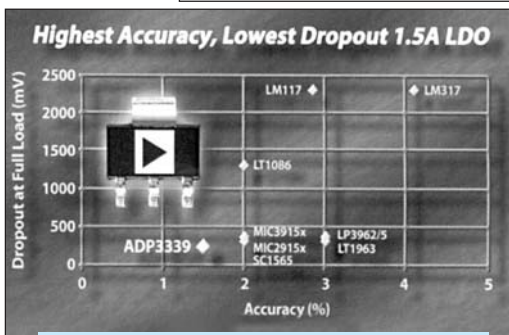 Highest Accuracy, Lowest Dropout 1.5A LDO
Dropout at Full Load (mV)
2500
2000
1500
1000
500
0
LM117
LM317
LT1086
MIC3915x
MIC2915x
SC1565
LP3962/5
LT1963
ADP3339
0 1 2 3 4 5
Accuracy (%)